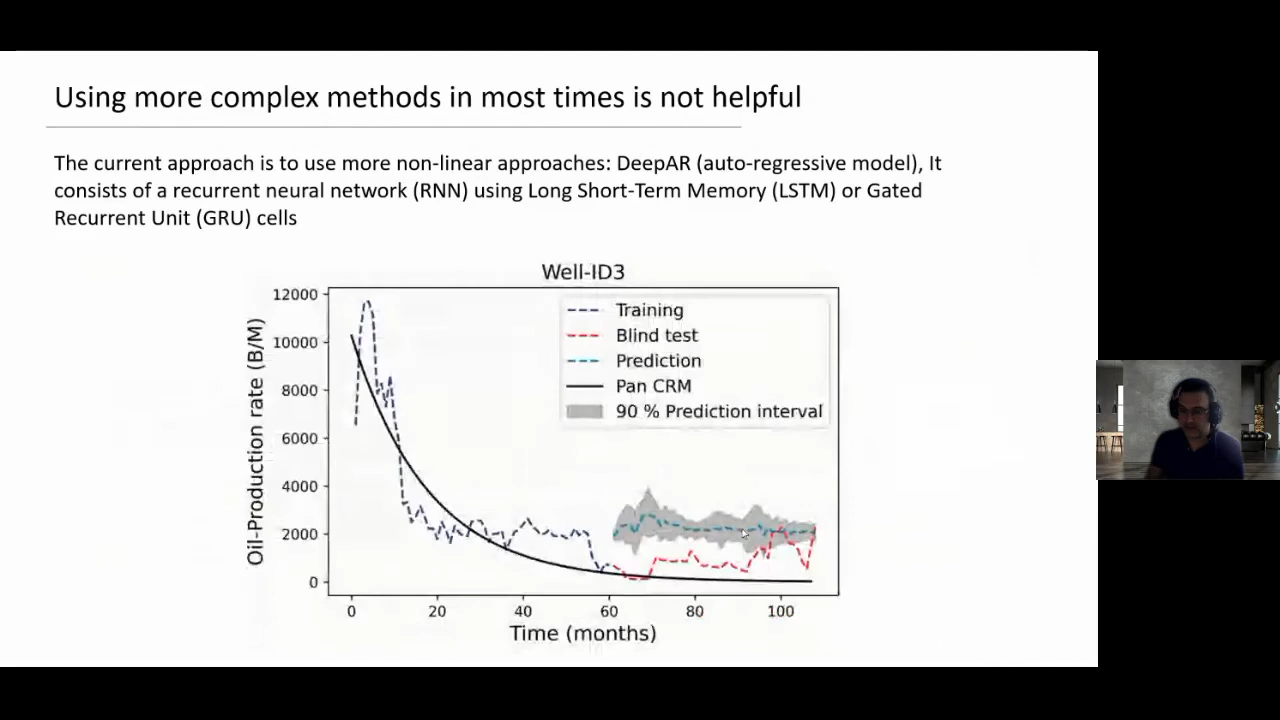 Using more complex methods in most times is not helpful
The current approach is to use more non-linear approaches: DeepAR (auto-regressive model), It
consists of a recurrent neural network (RNN) using Long Short-Term Memory (LSTM) or Gated
Recurrent Unit (GRU) cells
Well-ID3
Training
Blind test
Prediction
Pan CRM
90 % Prediction interval
Oil-Production rate (B/M)
12000
10000
8000
6000
4000
2000
0
0 20 40 60 80 100
Time (months)